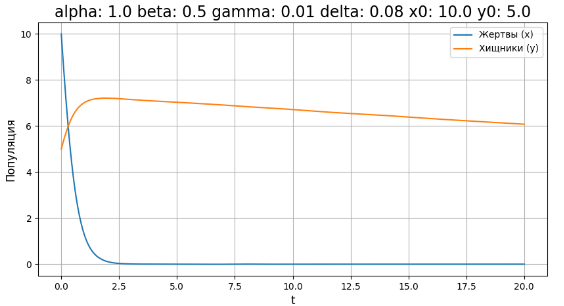 alpha: 1.0 beta: 0.5 gamma: 0.01 delta: 0.08 x0: 10.0 y0: 5.0
Жертвы (x)
Хищники (y)
Популяция
10
8
6
4
2
0
0.0 2.5 5.0 7.5 10.0 12.5 15.0 17.5 20.0
t